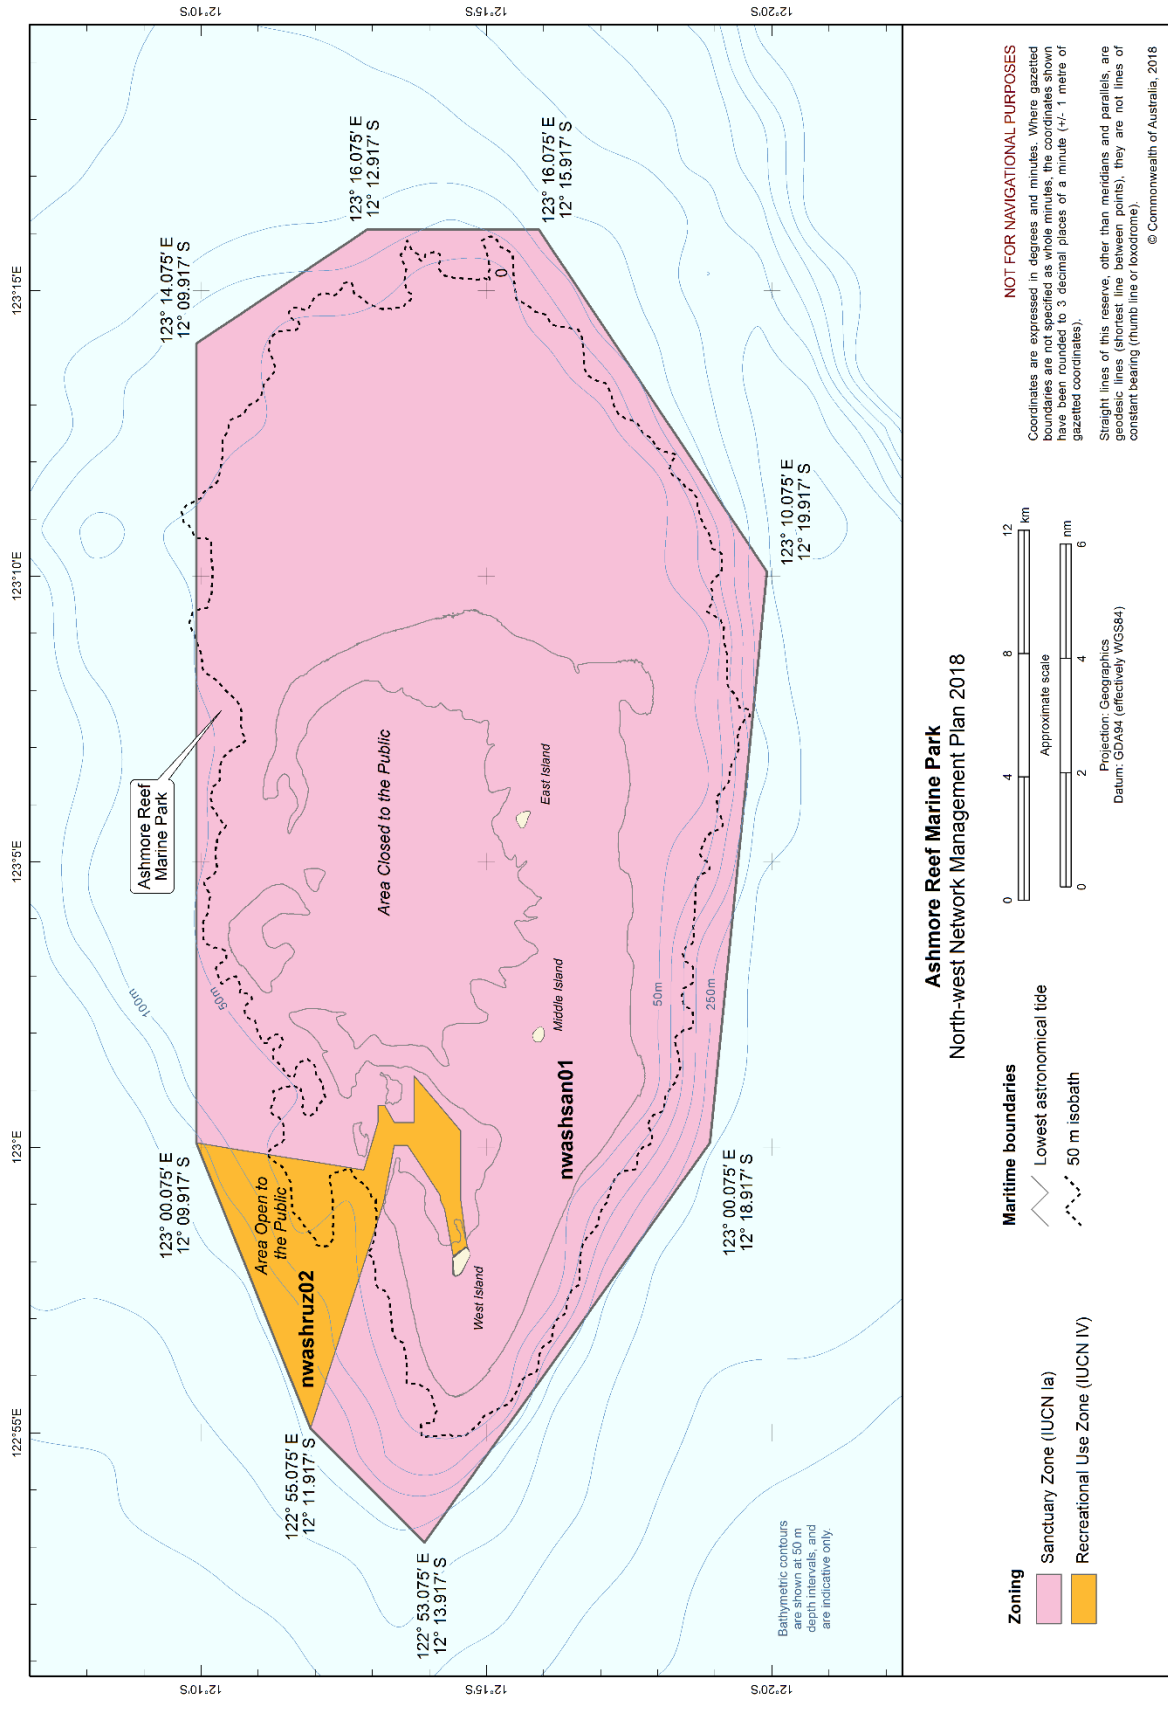 122°55'E
123°E
123°5'E
123°10'E
123°15'E
12°10'S
12°15'S
12°20'S
12°10'S
12°15'S
12°20'S
123° 00.075' E
12° 09.917' S
123° 14.075' E
12° 09.917' S
Ashmore Reef
Marine Park
100m
50m
122° 55.075' E
12° 11.917' S
Area Open to
the Public
nwashruz02
123° 16.075' E
12° 12.917' S
Area Closed to the Public
122° 53.075' E
12° 13.917' S
West Island
Middle Island
East Island
0
nwashsan01
123° 16.075' E
12° 15.917' S
50m
250m
123° 00.075' E
12° 18.917' S
123° 10.075' E
12° 19.917' S
Bathymetric contours
are shown at 50 m
depth intervals, and
are indicative only.
Ashmore Reef Marine Park
North-west Network Management Plan 2018
Zoning
Sanctuary Zone (IUCN Ia)
Recreational Use Zone (IUCN IV)
Maritime boundaries
Lowest astronomical tide
50 m isobath
0
4
8
12
km
Approximate scale
0
2
4
6
nm
Projection: Geographics
Datum: GDA94 (effectively WGS84)
NOT FOR NAVIGATIONAL PURPOSES
Coordinates are expressed in degrees and minutes. Where gazetted
boundaries are not specified as whole minutes, the coordinates shown
have been rounded to 3 decimal places of a minute (+/- 1 metre of
gazetted coordinates).
Straight lines of this reserve, other than meridians and parallels, are
geodesic lines (shortest line between points), they are not lines of
constant bearing (rhumb line or loxodrome).
© Commonwealth of Australia, 2018